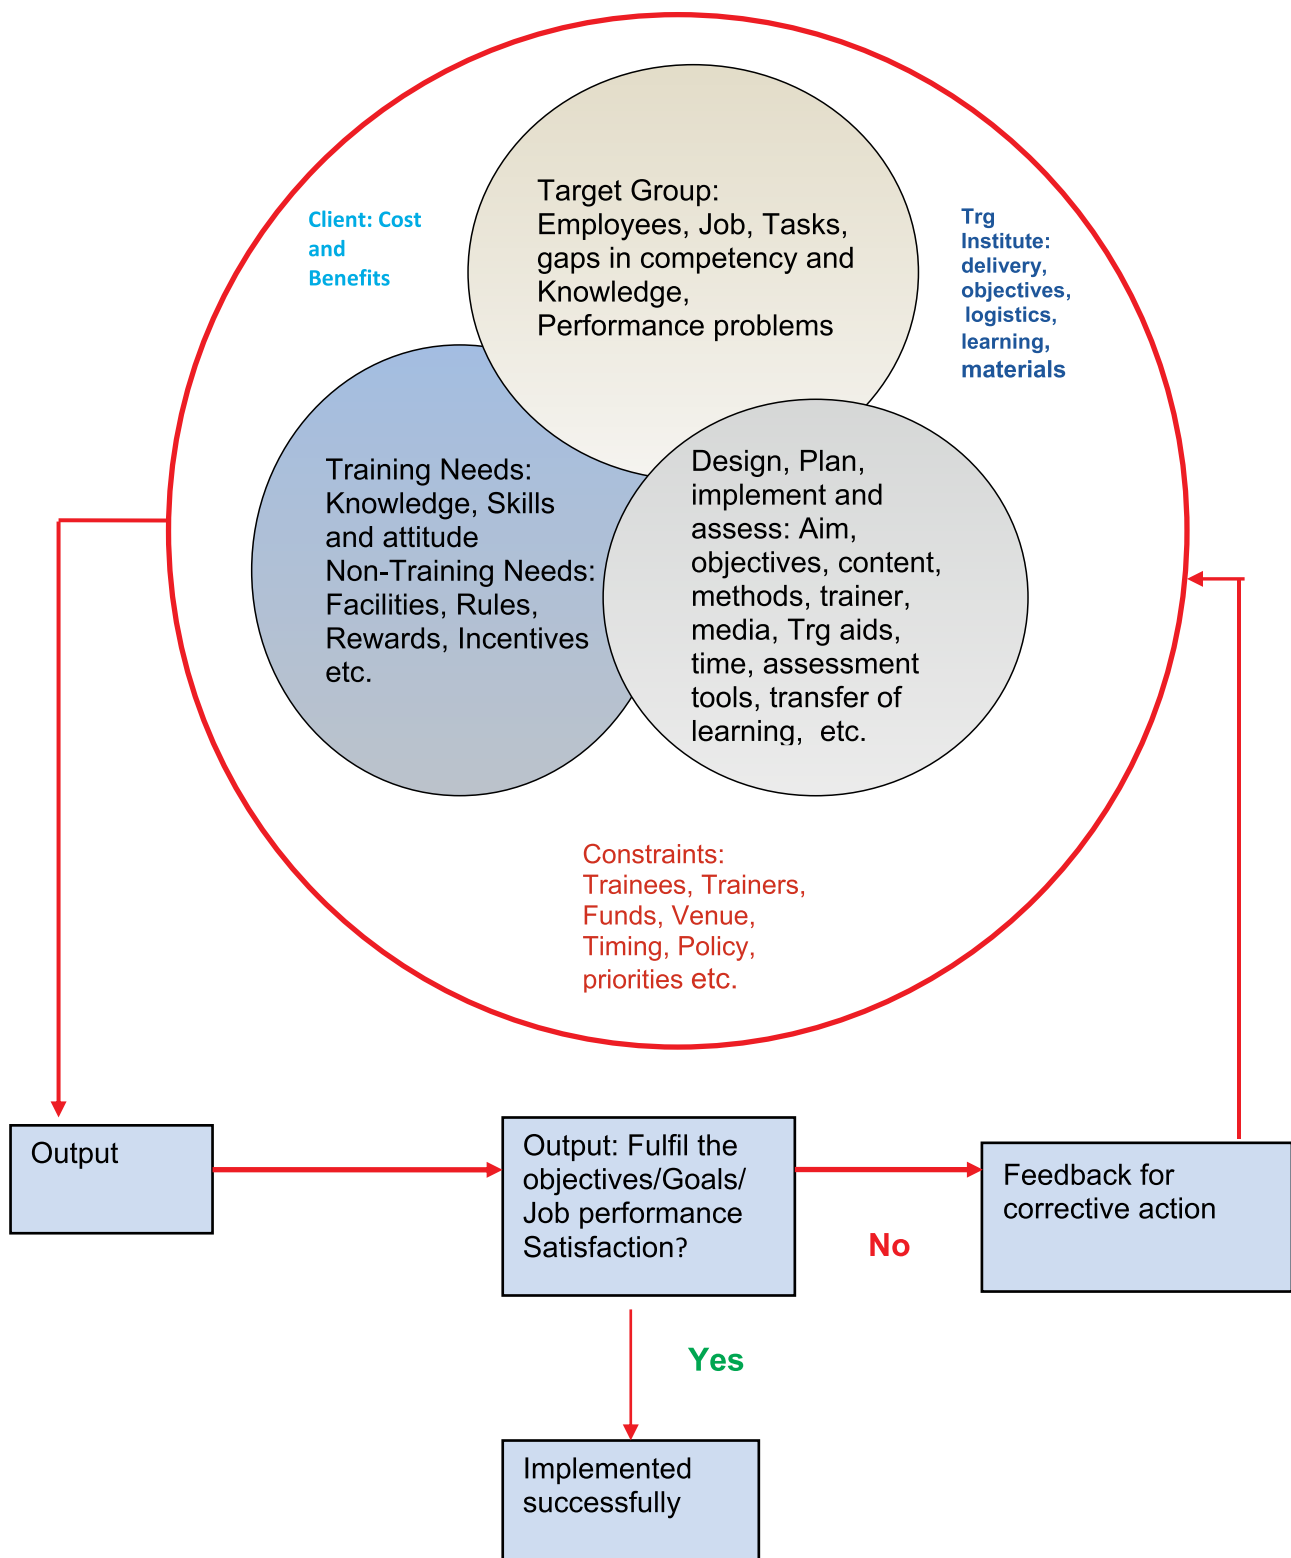 Target Group:
Employees, Job, Tasks,
gaps in competency and
Knowledge,
Performance problems
Client: Cost
and
Benefits
Trg
Institute:
delivery,
objectives,
logistics,
learning,
materials
Training Needs:
Knowledge, Skills
and attitude
Non-Training Needs:
Facilities, Rules,
Rewards, Incentives
etc.
Design, Plan,
implement and
assess: Aim,
objectives, content,
methods, trainer,
media, Trg aids,
time, assessment
tools, transfer of
learning, etc.
Constraints:
Trainees, Trainers,
Funds, Venue,
Timing, Policy,
priorities etc.
Output
Output: Fulfil the
objectives/Goals/
Job performance
Satisfaction?
No
Feedback for
corrective action
Yes
Implemented
successfully